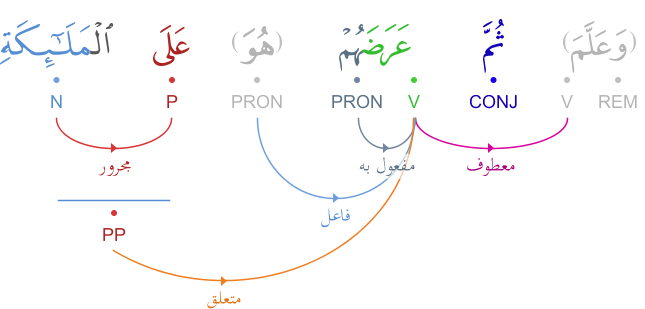 (وَعَلَّمَ) ثُمَّ عَرَضَهُمْ (هُوَ) عَلَى ٱلْمَلَـٰٓئِكَةِ
REM V CONJ V PRON PRON P N
معطوف مفعول به مجرور
فاعل
PP
متعلق